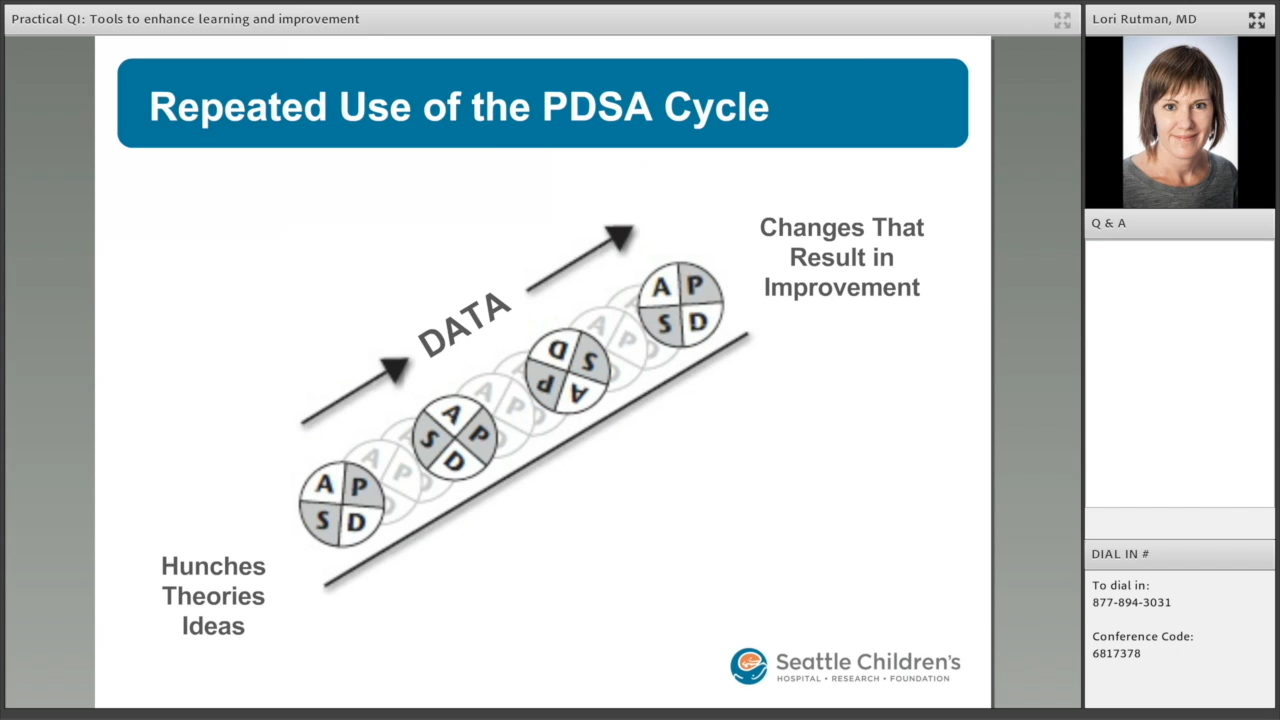 Practical QI: Tools to enhance learning and improvement
Repeated Use of the PDSA Cycle
Changes That
Result in
Improvement
DATA
A P
S D
A P
S D
A P
S D
A P
S D
Hunches
Theories
Ideas
Seattle Children's
HOSPITAL • RESEARCH • FOUNDATION
Lori Rutman, MD
Q & A
DIAL IN #
To dial in:
877-894-3031
Conference Code:
6817378